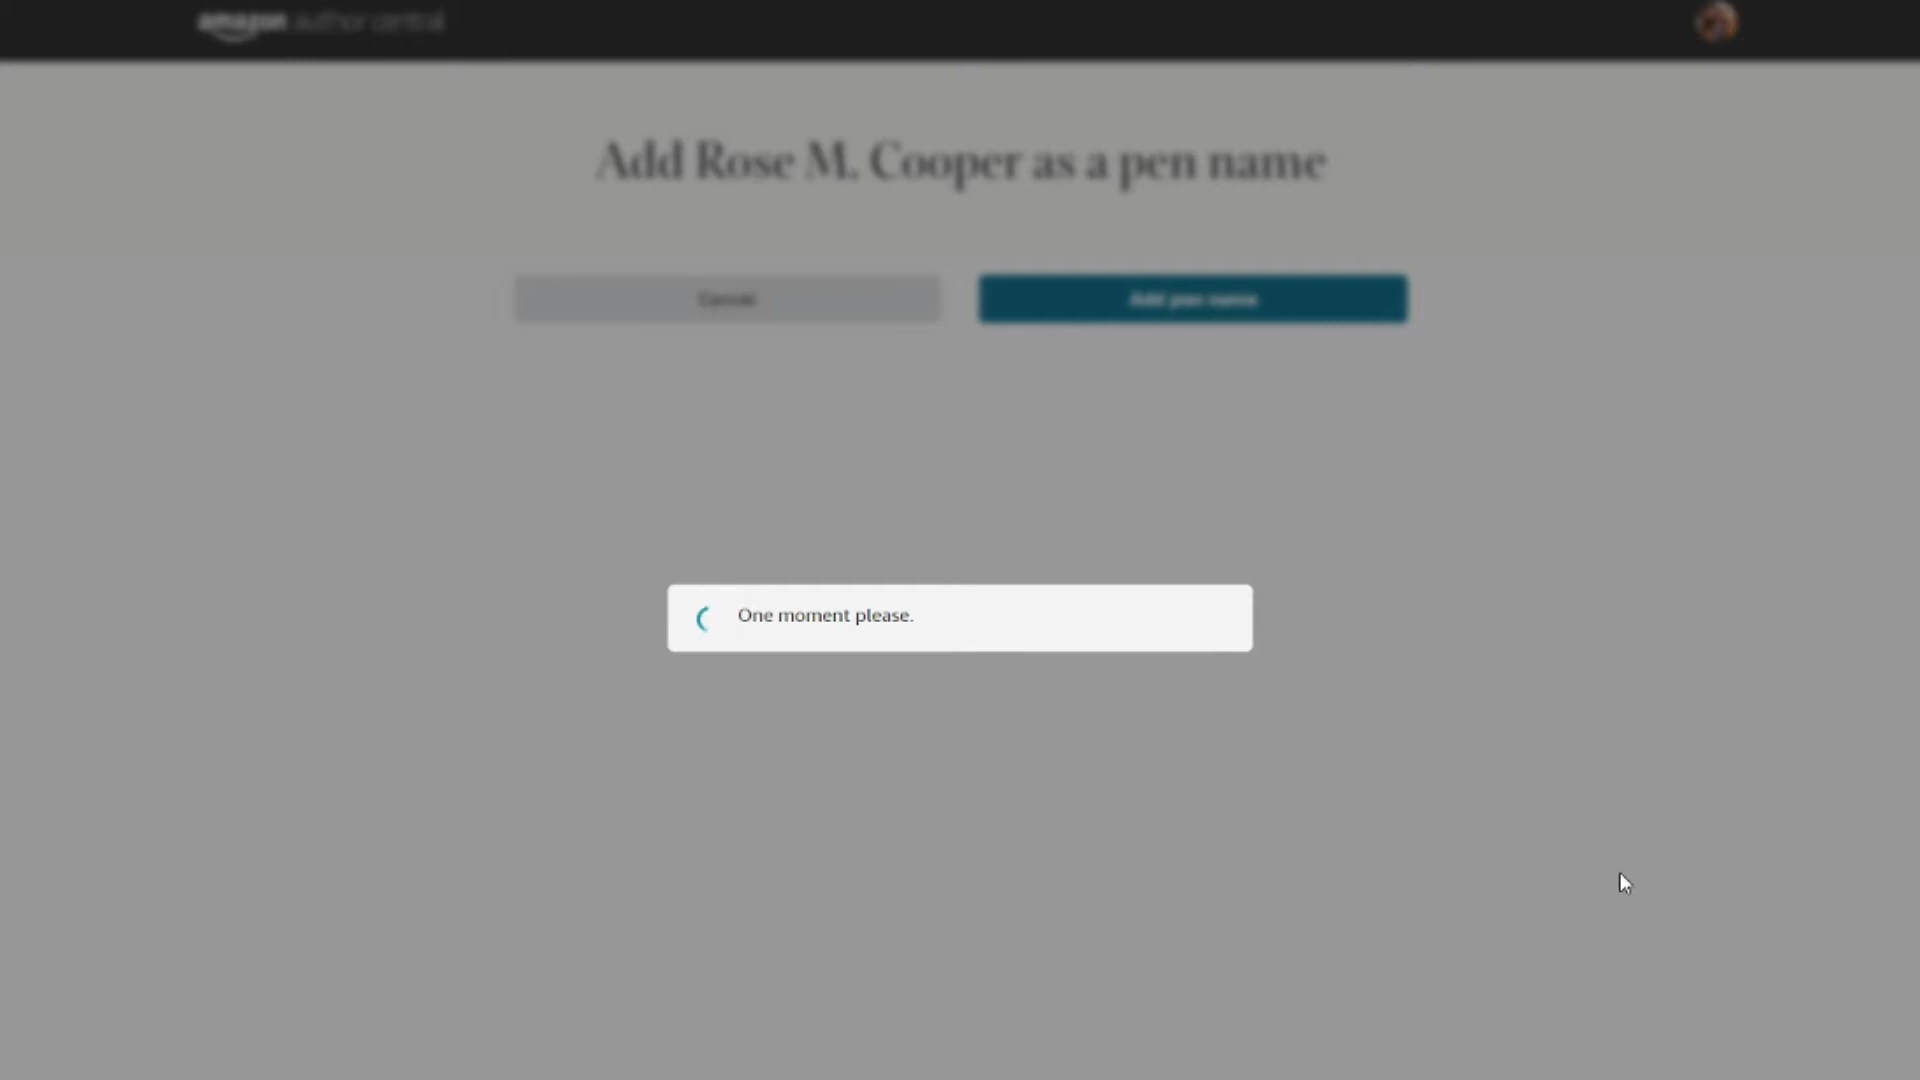 amazon author central
Add Rose M. Cooper as a pen name
Cancel
Add pen name
One moment please.